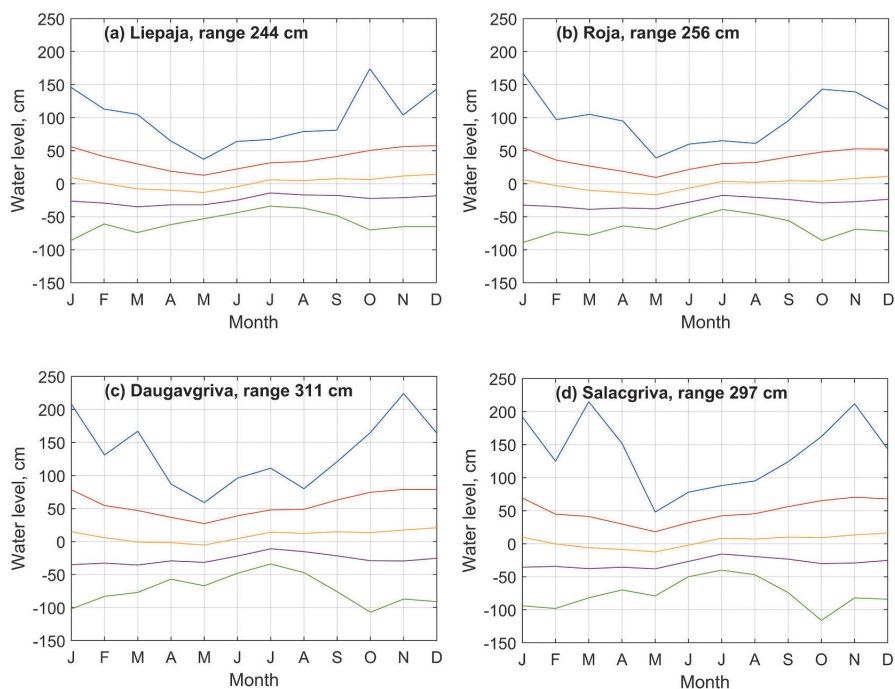 (a) Liepaja, range 244 cm
250
200
150
100
50
0
-50
-100
-150
Water level, cm
J F M A M J J A S O N D
Month
(b) Roja, range 256 cm
250
200
150
100
50
0
-50
-100
-150
Water level, cm
J F M A M J J A S O N D
Month
(c) Daugavgriva, range 311 cm
250
200
150
100
50
0
-50
-100
-150
Water level, cm
J F M A M J J A S O N D
Month
(d) Salacgriva, range 297 cm
250
200
150
100
50
0
-50
-100
-150
Water level, cm
J F M A M J J A S O N D
Month